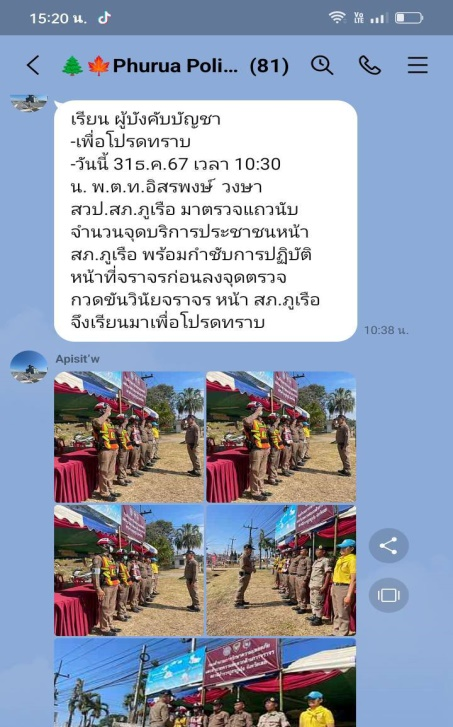 15:20 น.
Phurua Poli... (81)
เรียน ผู้บังคับบัญชา
-เพื่อโปรดทราบ
-วันนี้ 31ธ.ค.67 เวลา 10:30
น. พ.ต.ท.อิสรพงษ์ วงษา
สวป.สภ.ภูเรือ มาตรวจแถวนับ
จำนวนจุดบริการประชาชนหน้า
สภ.ภูเรือ พร้อมกำชับการปฏิบัติ
หน้าที่จราจรก่อนลงจุดตรวจ
กวดขันวินัยจราจร หน้า สภ.ภูเรือ
จึงเรียนมาเพื่อโปรดทราบ
10:38 น.
Apisit'w